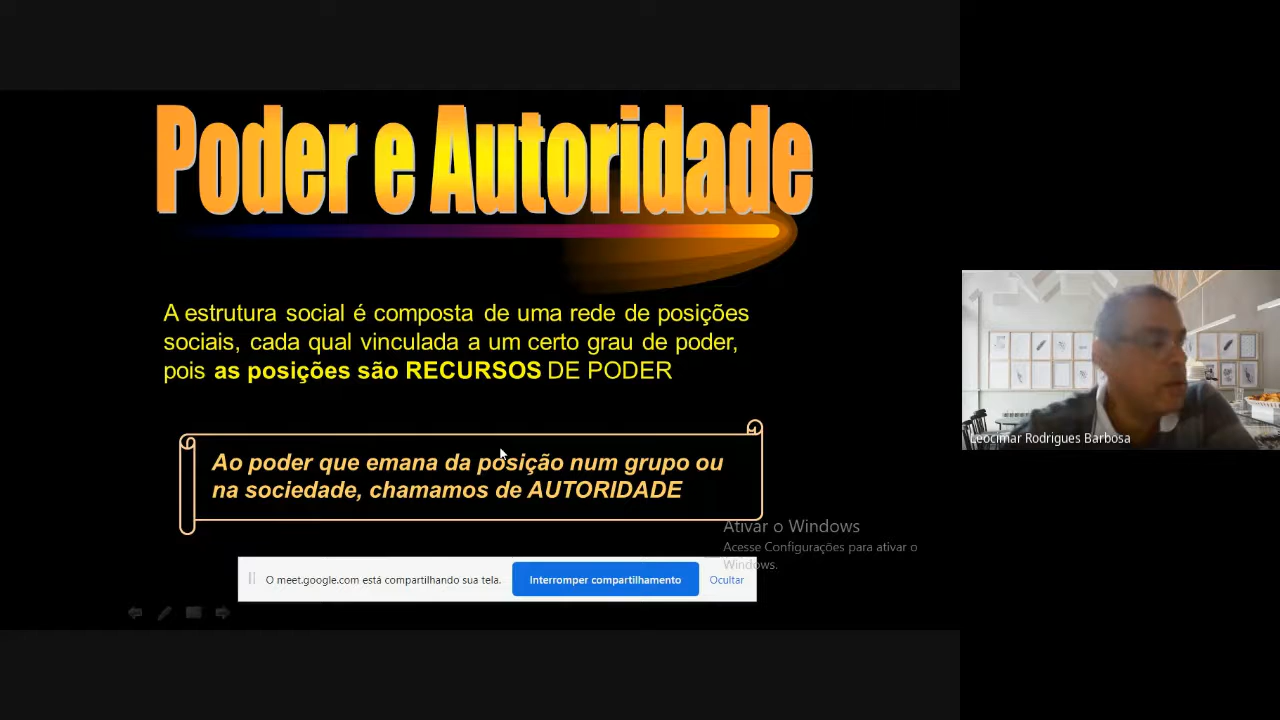 Poder e Autoridade
A estrutura social é composta de uma rede de posições
sociais, cada qual vinculada a um certo grau de poder,
pois as posições são RECURSOS DE PODER
Ao poder que emana da posição num grupo ou
na sociedade, chamamos de AUTORIDADE
Leocimar Rodrigues Barbosa
Ativar o Windows
Acesse Configurações para ativar o
Windows.
O meet.google.com está compartilhando sua tela.
Interromper compartilhamento
Ocultar